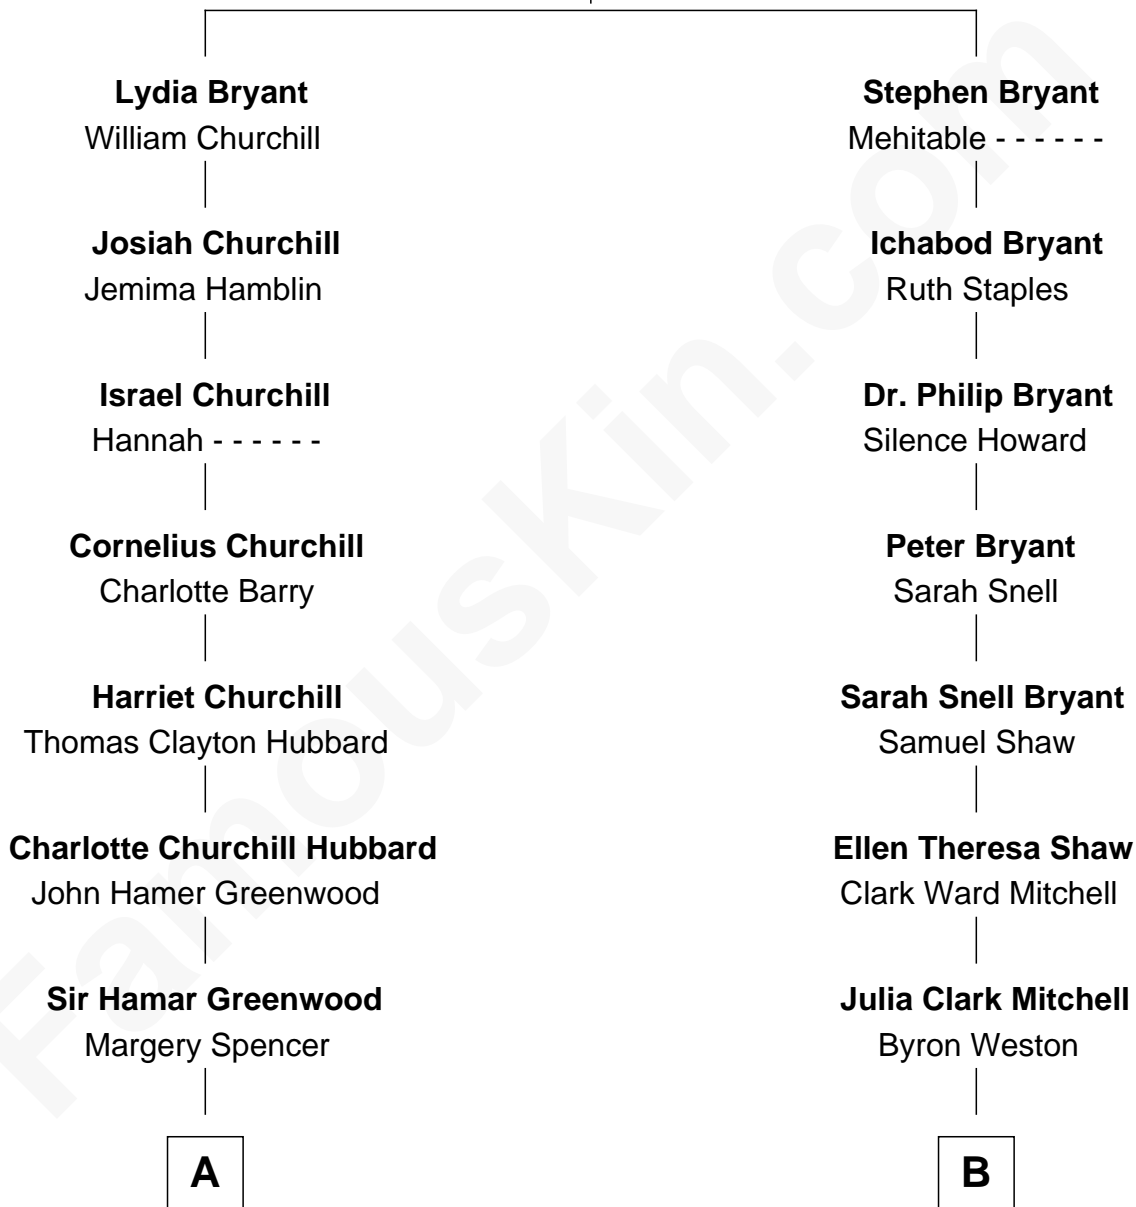 Lydia Bryant
William Churchill
Josiah Churchill
Jemima Hamblin
Israel Churchill
Hannah - - - - - -
Cornelius Churchill
Charlotte Barry
Harriet Churchill
Thomas Clayton Hubbard
Charlotte Churchill Hubbard
John Hamer Greenwood
Sir Hamar Greenwood
Margery Spencer
A
Stephen Bryant
Mehitable - - - - - -
Ichabod Bryant
Ruth Staples
Dr. Philip Bryant
Silence Howard
Peter Bryant
Sarah Snell
Sarah Snell Bryant
Samuel Shaw
Ellen Theresa Shaw
Clark Ward Mitchell
Julia Clark Mitchell
Byron Weston
B
FamousKin.com